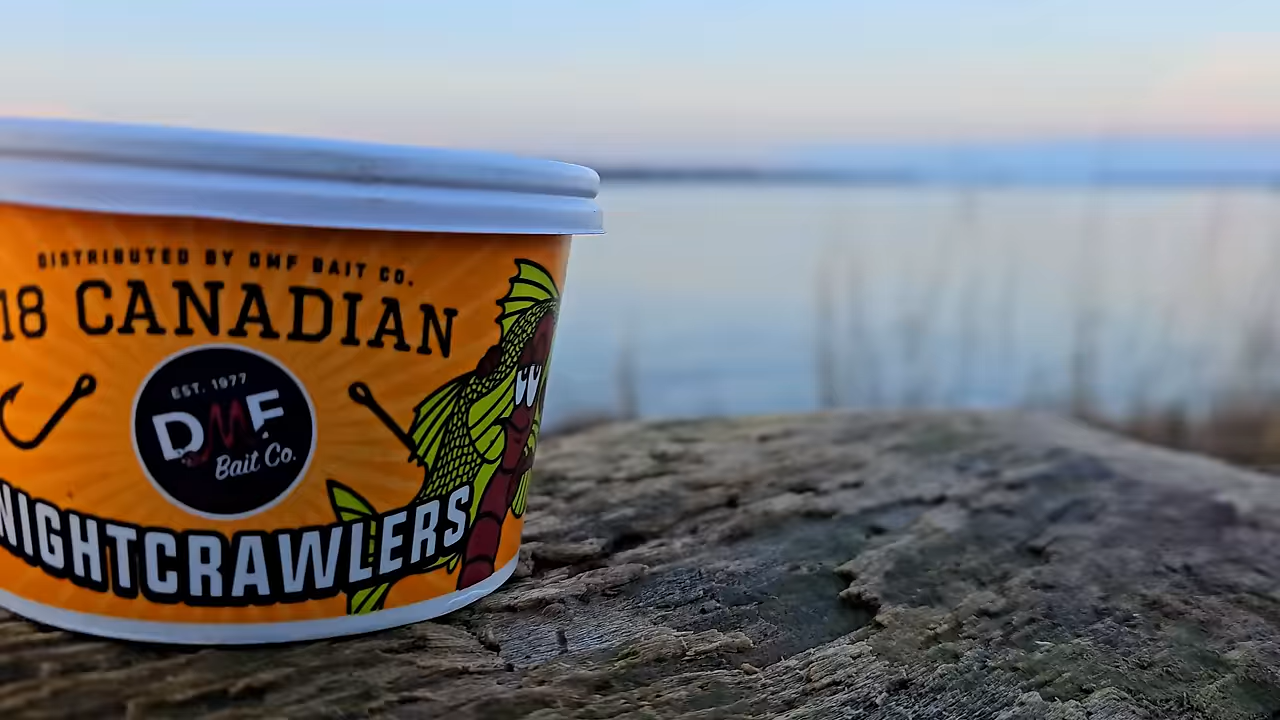 DISTRIBUTED BY DMF BAIT CO.
18 CANADIAN
EST. 1977
DMF
Bait Co.
NIGHTCRAWLERS